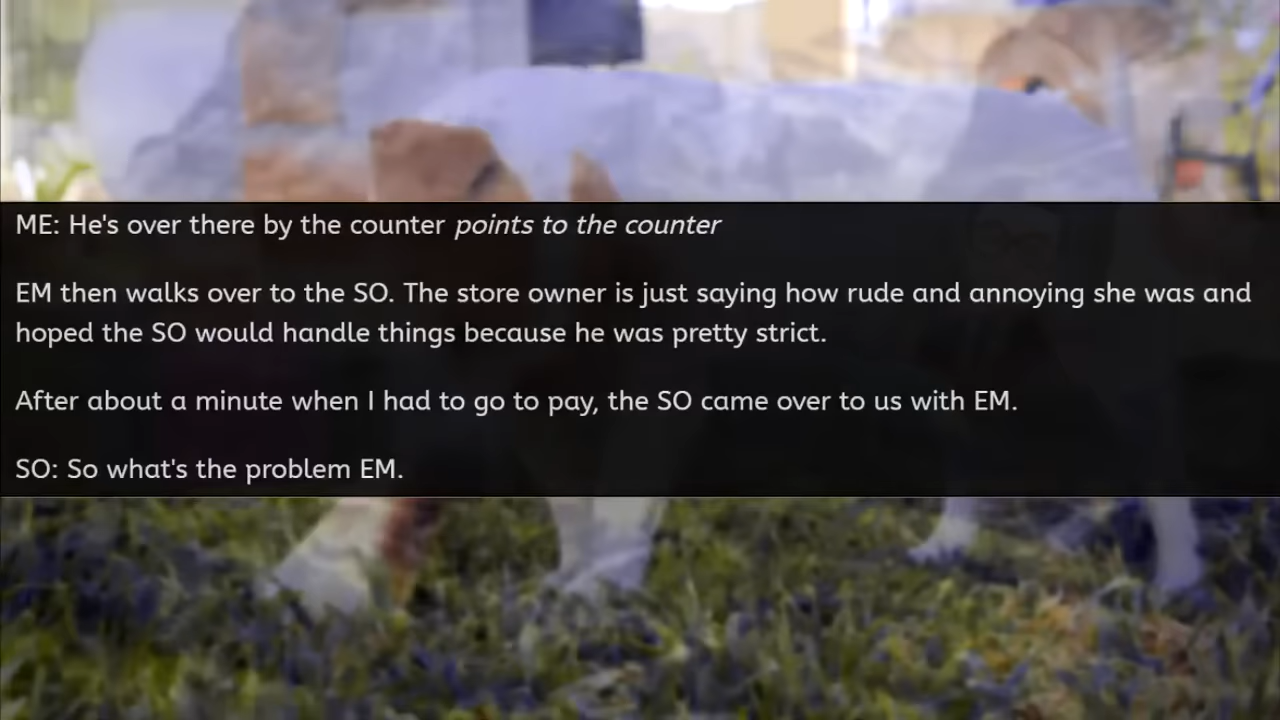 ME: He's over there by the counter points to the counter
EM then walks over to the SO. The store owner is just saying how rude and annoying she was and
hoped the SO would handle things because he was pretty strict.
After about a minute when I had to go to pay, the SO came over to us with EM.
SO: So what's the problem EM.